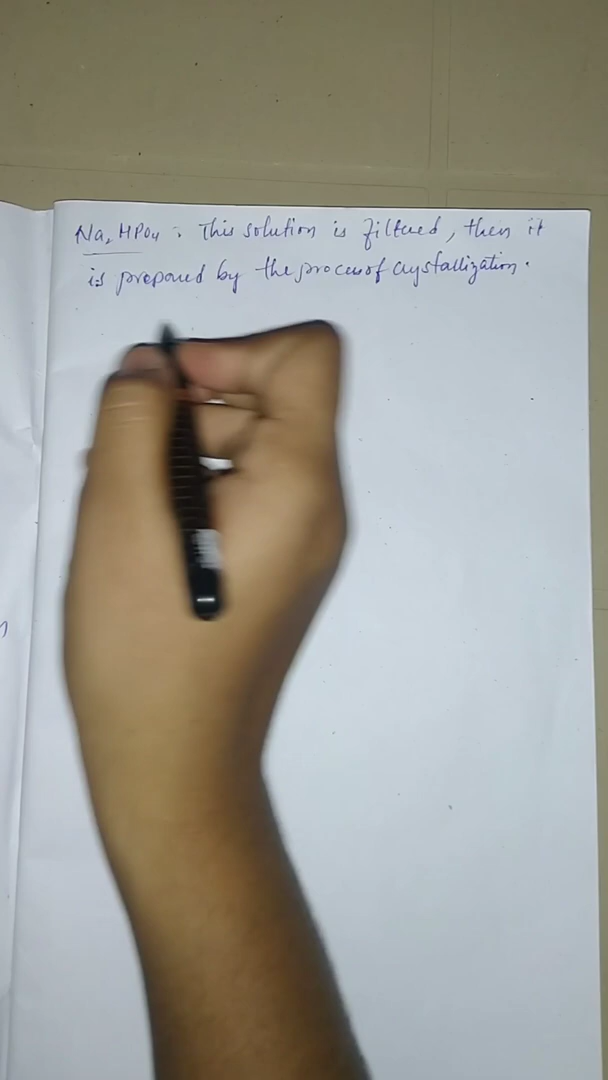 Na₂HPO₄ : This solution is filtered, then it
is prepared by the process of crystallization.